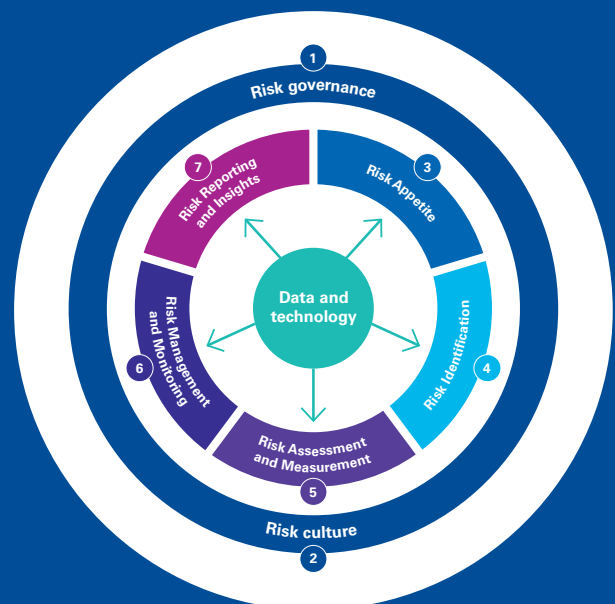 1
Risk governance
7
Risk Reporting
and Insights
3
Risk Appetite
Data and
technology
6
Risk Management
and Monitoring
4
Risk Identification
Risk Assessment
and Measurement
5
Risk culture
2